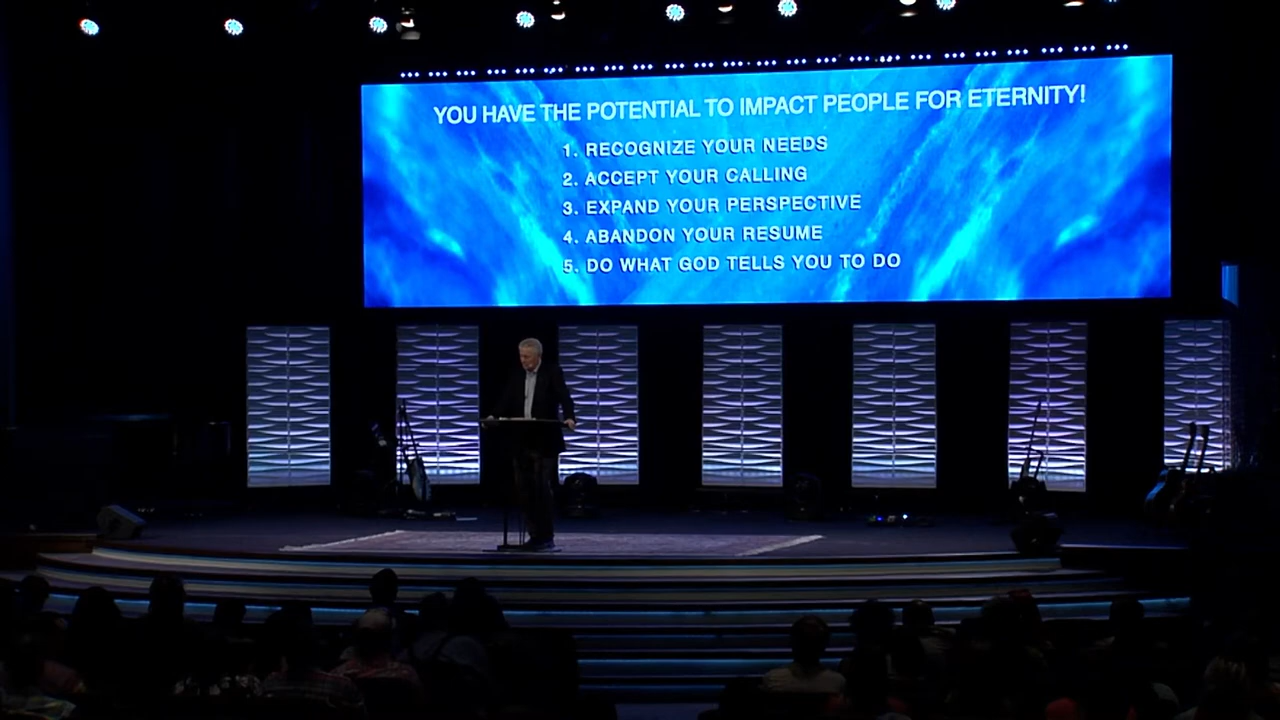 YOU HAVE THE POTENTIAL TO IMPACT PEOPLE FOR ETERNITY!
1. RECOGNIZE YOUR NEEDS
2. ACCEPT YOUR CALLING
3. EXPAND YOUR PERSPECTIVE
4. ABANDON YOUR RESUME
5. DO WHAT GOD TELLS YOU TO DO